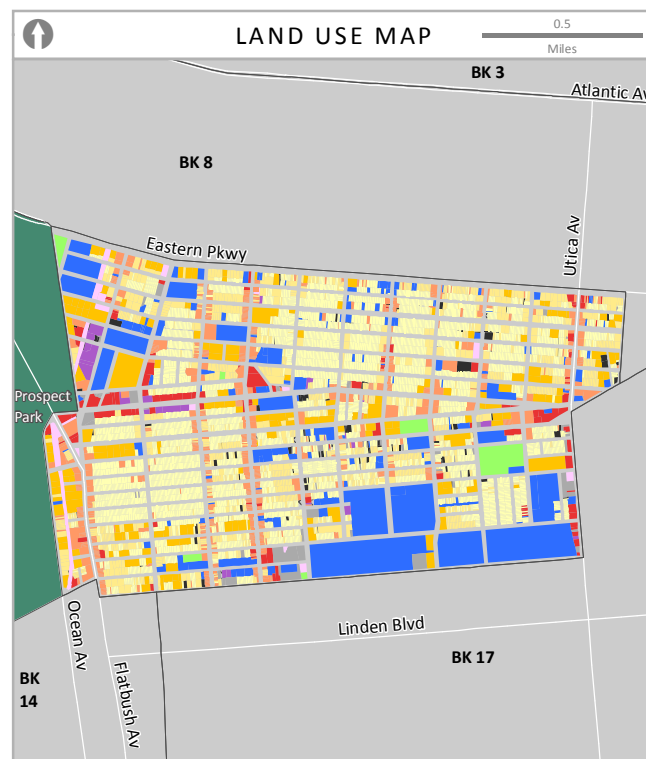 LAND USE MAP
0.5
Miles
BK 3
Atlantic Av
BK 8
Utica Av
Eastern Pkwy
Prospect
Park
Ocean Av
Flatbush Av
Linden Blvd
BK 17
BK
14